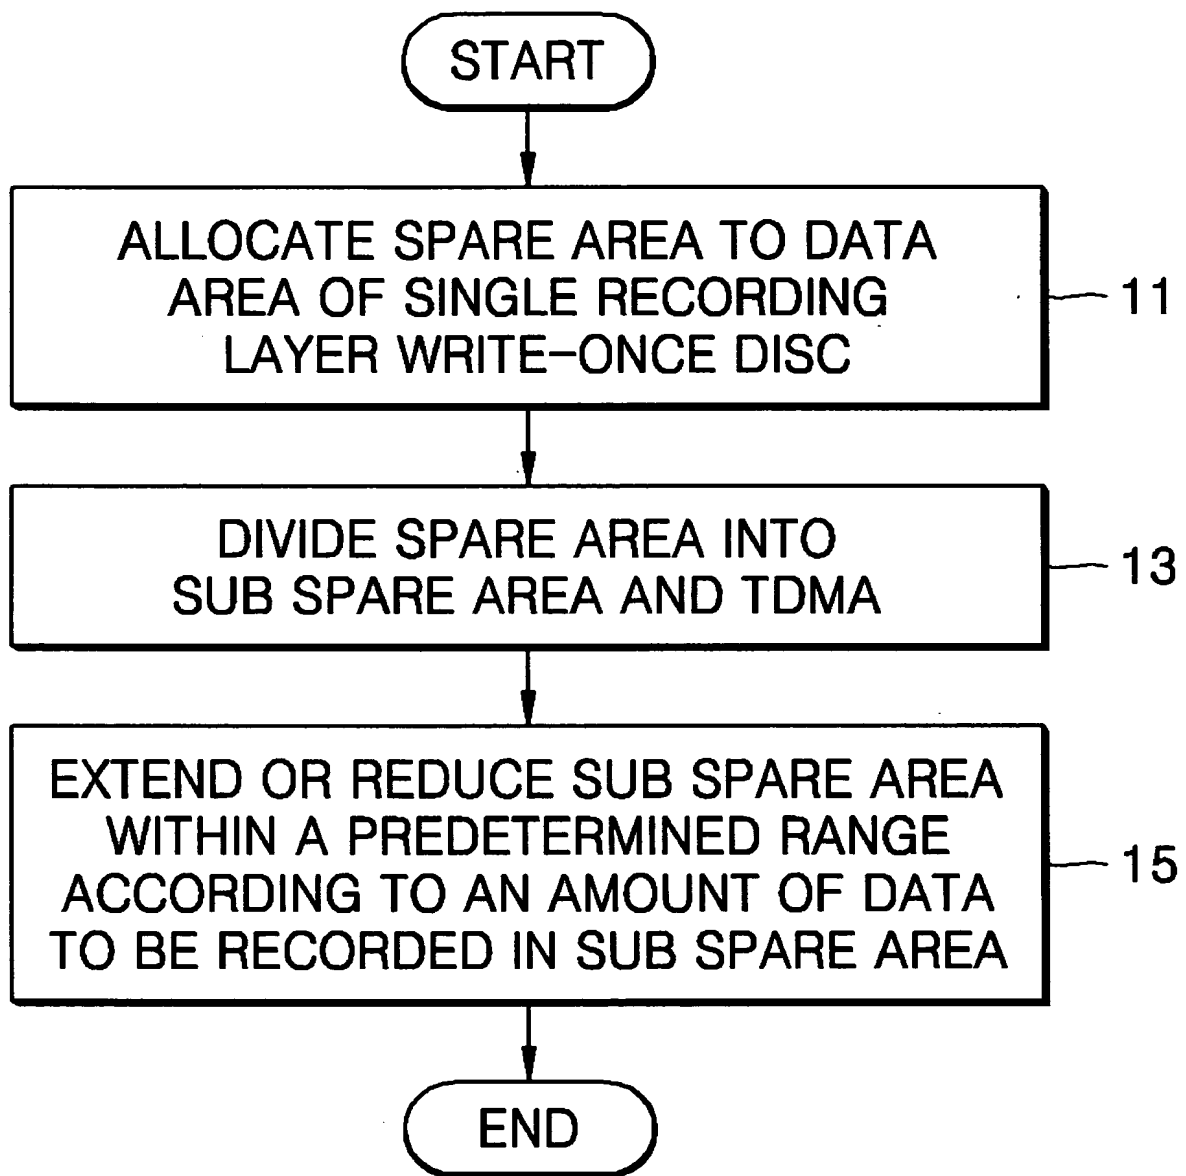 START
ALLOCATE SPARE AREA TO DATA
AREA OF SINGLE RECORDING
LAYER WRITE-ONCE DISC
11
DIVIDE SPARE AREA INTO
SUB SPARE AREA AND TDMA
13
EXTEND OR REDUCE SUB SPARE AREA
WITHIN A PREDETERMINED RANGE
ACCORDING TO AN AMOUNT OF DATA
TO BE RECORDED IN SUB SPARE AREA
15
END